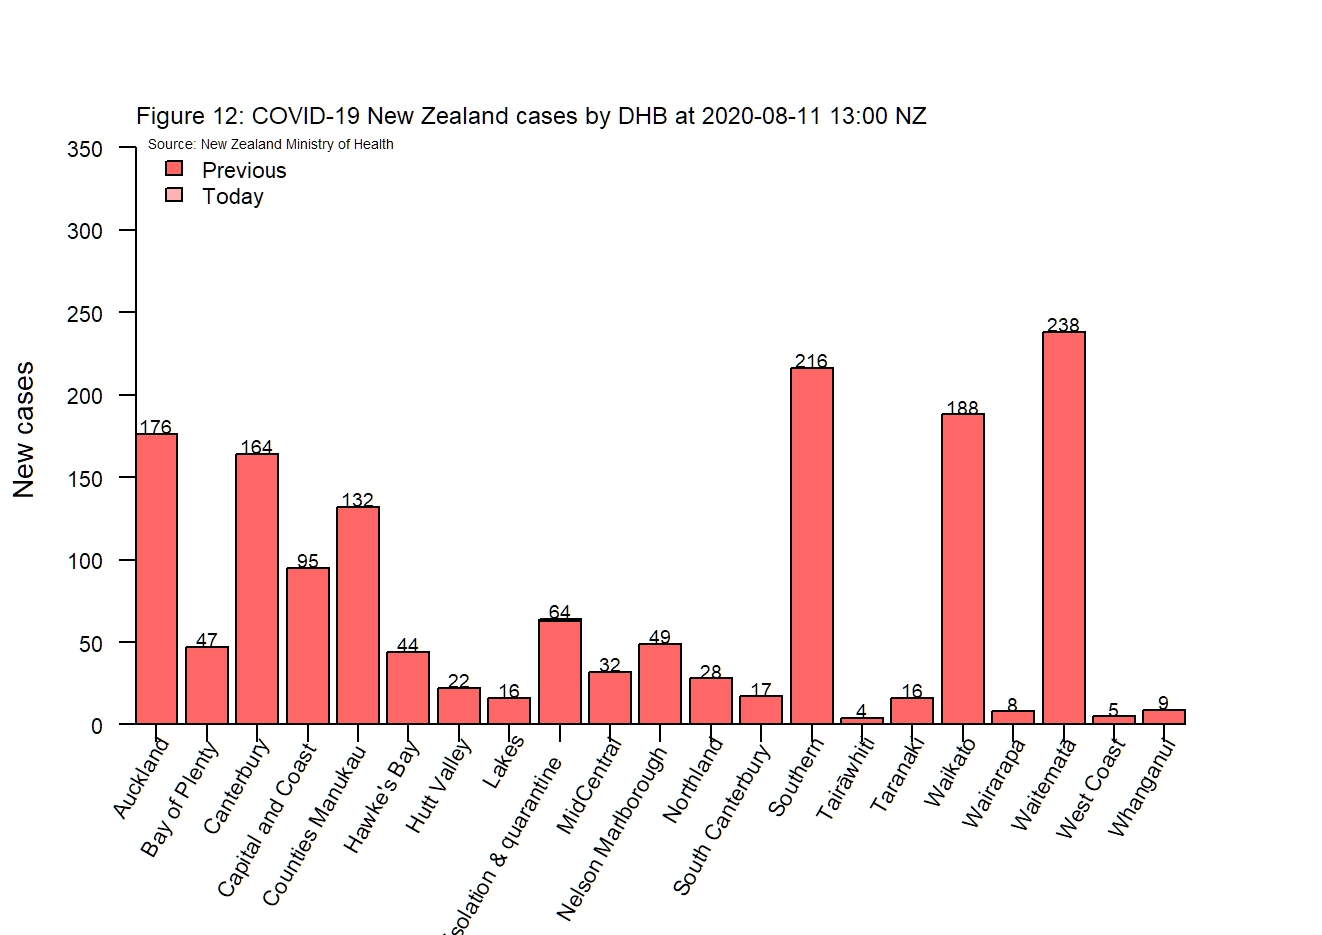 Figure 12: COVID-19 New Zealand cases by DHB at 2020-08-11 13:00 NZ
Source: New Zealand Ministry of Health
Previous
Today
New cases
350
300
250
200
150
100
50
0
176
47
164
95
132
44
22
16
64
32
49
28
17
216
4
16
188
8
238
5
9
Auckland
Bay of Plenty
Canterbury
Capital and Coast
Counties Manukau
Hawke's Bay
Hutt Valley
Lakes
& quarantine
MidCentral
Nelson Marlborough
Northland
South Canterbury
Southern
Tairāwhiti
Taranaki
Waikato
Wairarapa
Waitematā
West Coast
Whanganui